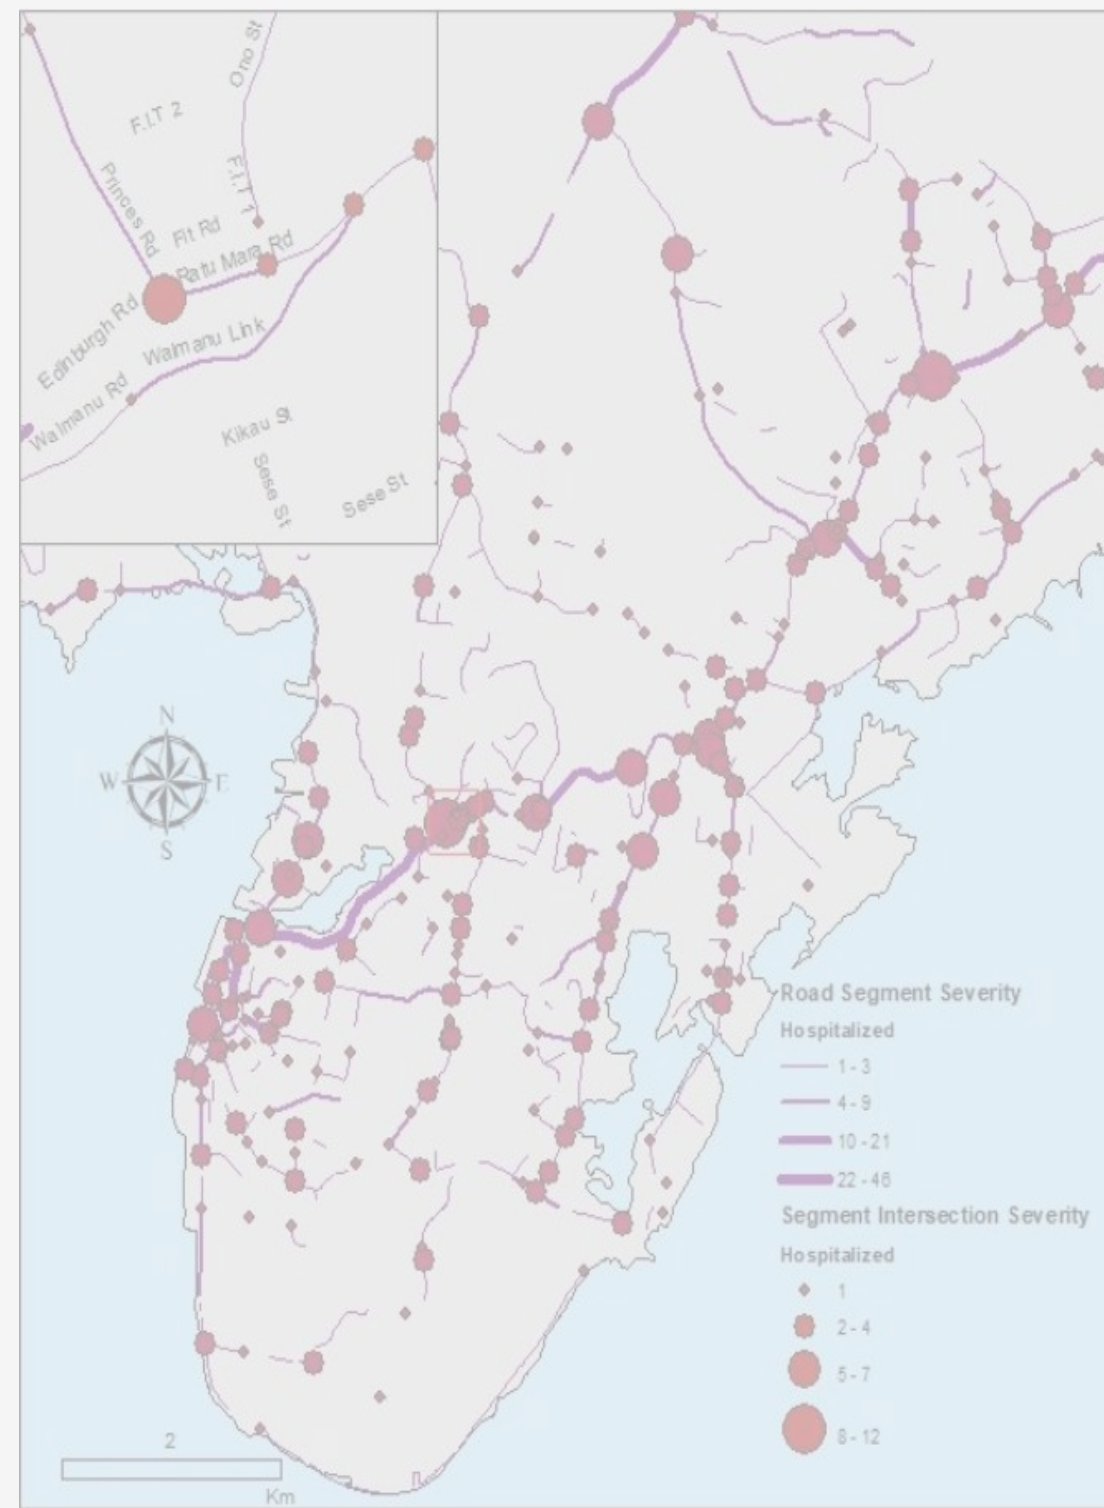 Ono St
F.I.T 2
F.I.T 1
Princes Rd
Fit Rd
Ratu Mara Rd
Edinburgh Rd
Waimanu Link
Waimanu Rd
Kikau St
Sese St
Sese St
N
W E
S
Road Segment Severity
Hospitalized
1 - 3
4 - 9
10 - 21
22 - 46
Segment Intersection Severity
Hospitalized
1
2 - 4
5 - 7
8 - 12
2
Km